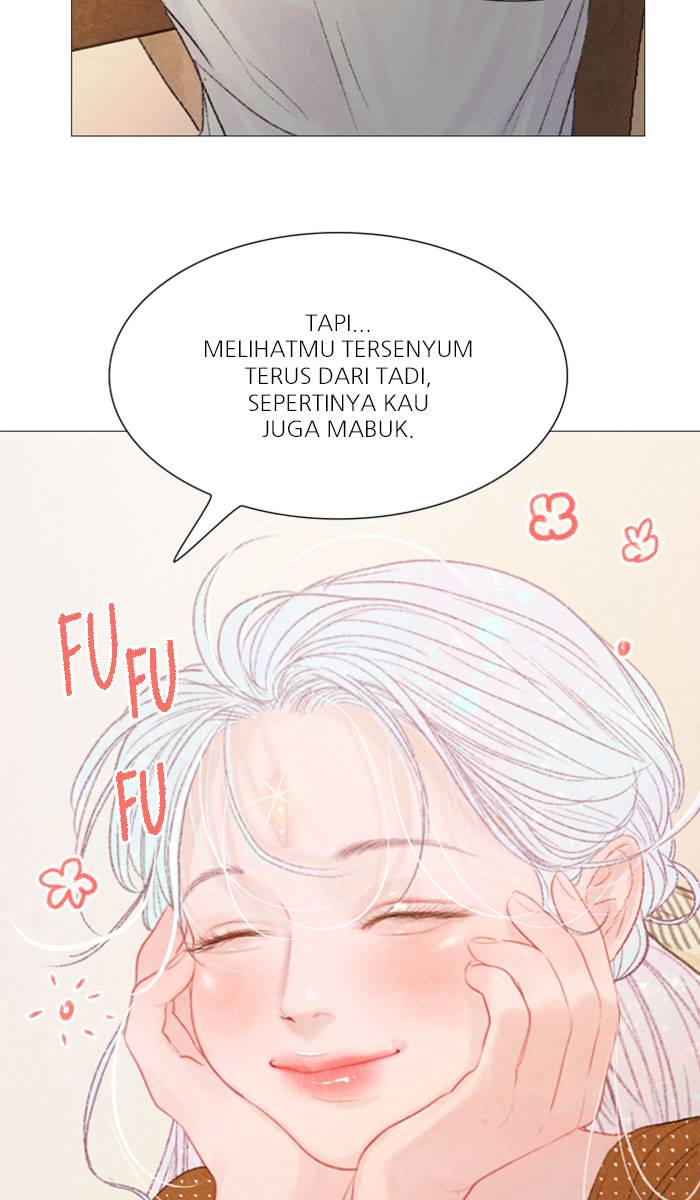 TAPI...
MELIHATMU TERSENYUM
TERUS DARI TADI,
SEPERTINYA KAU
JUGA MABUK.
FU
FU
FU